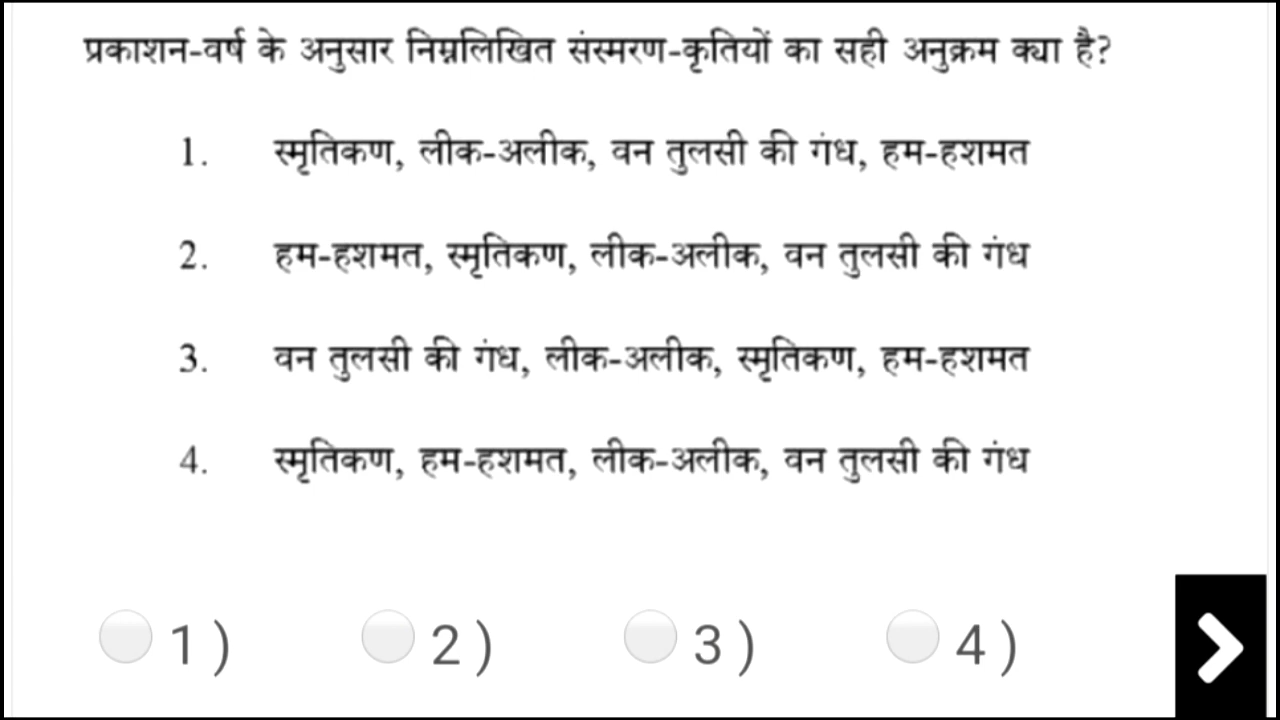 प्रकाशन-वर्ष के अनुसार निम्नलिखित संस्मरण-कृतियों का सही अनुक्रम क्या है?
1. स्मृतिकण, लीक-अलीक, वन तुलसी की गंध, हम-हशमत
2. हम-हशमत, स्मृतिकण, लीक-अलीक, वन तुलसी की गंध
3. वन तुलसी की गंध, लीक-अलीक, स्मृतिकण, हम-हशमत
4. स्मृतिकण, हम-हशमत, लीक-अलीक, वन तुलसी की गंध
1 ) 2 ) 3 ) 4 )